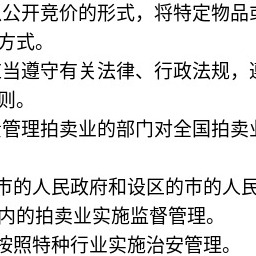 公开竞价的形式，将特定物品
方式。
当遵守有关法律、行政法规，
则。
管理拍卖业的部门对全国拍卖
市的人民政府和设区的市的人民
内的拍卖业实施监督管理。
按照特种行业实施治安管理。